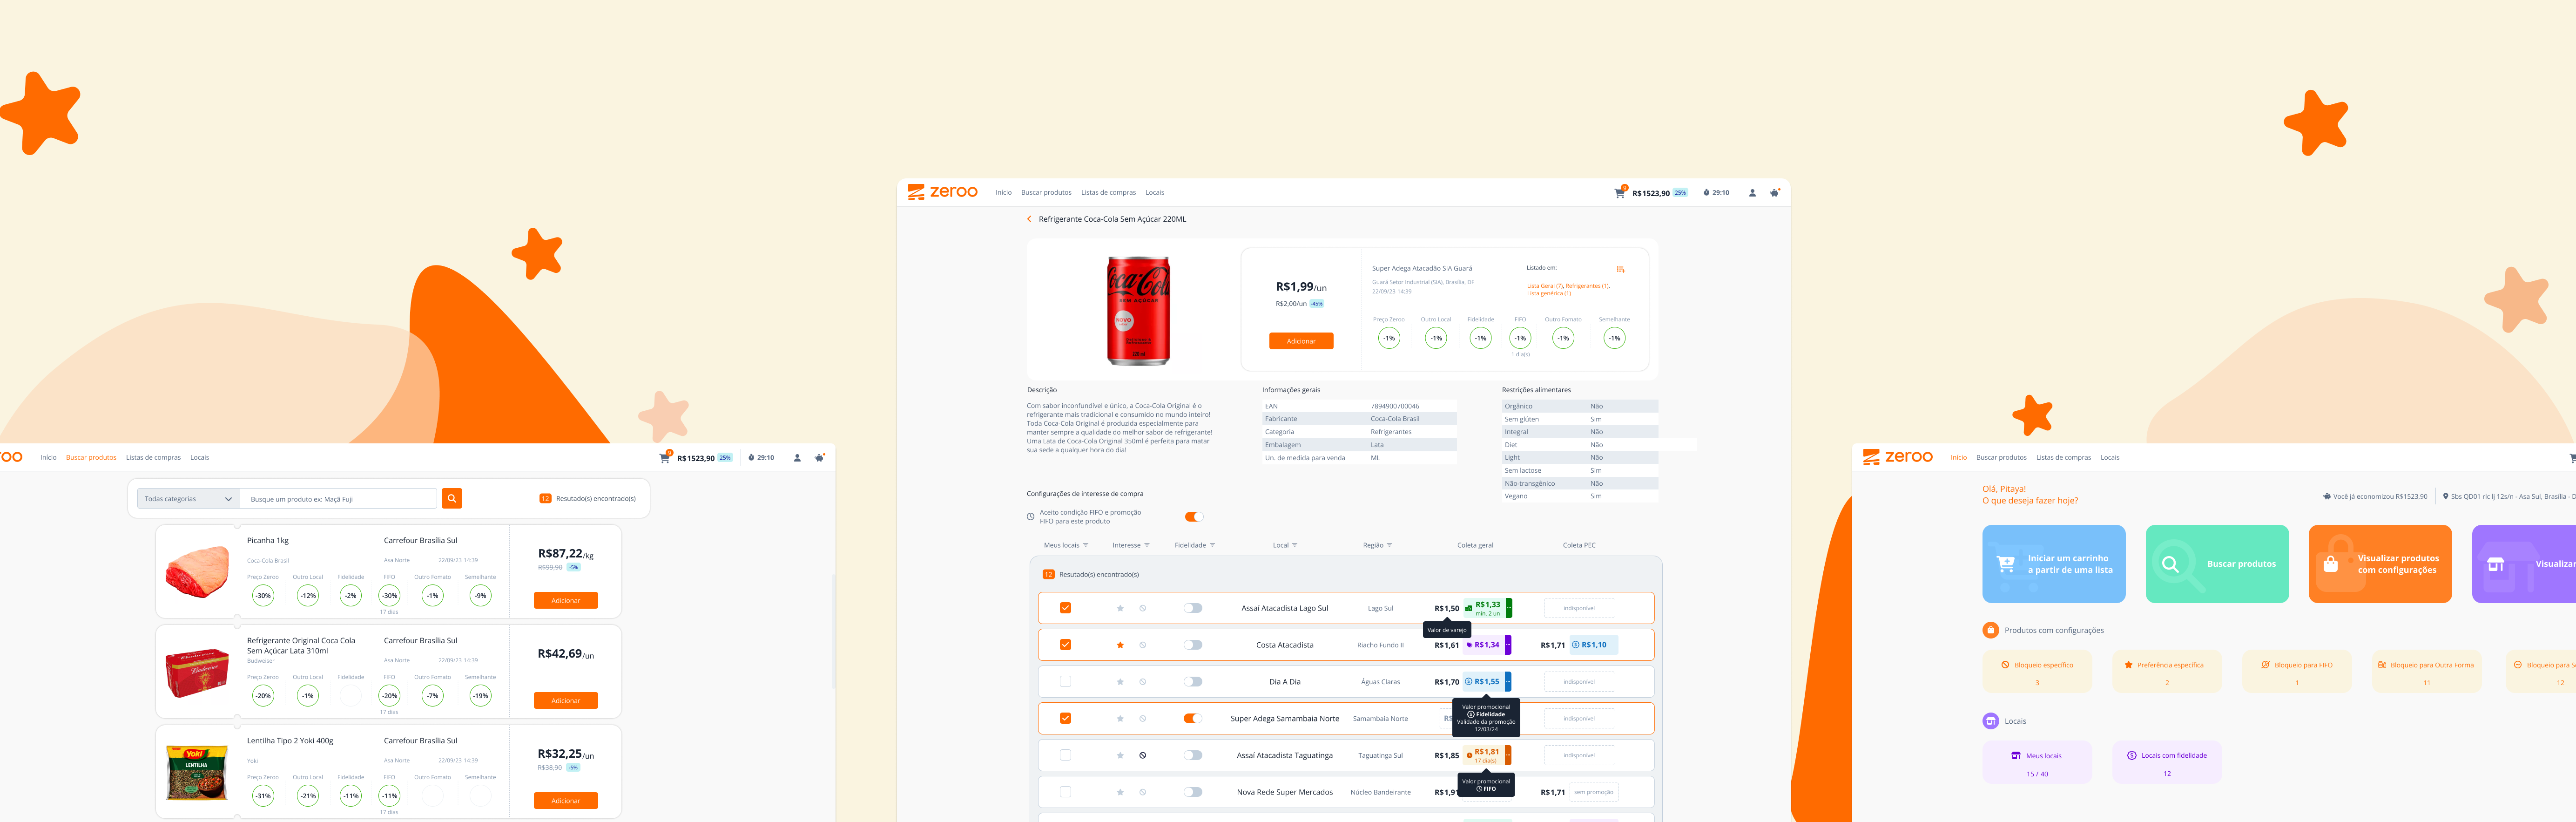 oo
Início Buscar produtos Listas de compras Locais
R$1523,90 25% 29:10
Todas categorias
Busque um produto ex: Maçã Fuji
12 Resutado(s) encontrado(s)
Picanha 1kg
Coca-Cola Brasil
Carrefour Brasília Sul
Asa Norte 22/09/23 14:39
Preço Zeroo Outro Local Fidelidade FIFO Outro Formato Semelhante
-30% -12% -2% -30% -1% -9%
17 dias
R$87,22/kg
R$99,90 -5%
Adicionar
Refrigerante Original Coca Cola
Sem Açúcar Lata 310ml
Budweiser
Carrefour Brasília Sul
Asa Norte 22/09/23 14:39
Preço Zeroo Outro Local Fidelidade FIFO Outro Formato Semelhante
-20% -1% -20% -7% -19%
17 dias
R$42,69/un
Adicionar
Yoki
LENTILHA
Lentilha Tipo 2 Yoki 400g
Yoki
Carrefour Brasília Sul
Asa Norte 22/09/23 14:39
Preço Zeroo Outro Local Fidelidade FIFO Outro Formato Semelhante
-31% -21% -11% -11%
17 dias
R$32,25/un
R$36,90 -5%
Adicionar
zeroo
Início Buscar produtos Listas de compras Locais
R$1523,90 25% 29:10
Refrigerante Coca-Cola Sem Açúcar 220ML
Coca-Col
SEM AÇÚCAR
NOVO
R$1,99/un
R$2,00/un -45%
Adicionar
Super Adega Atacadão SIA Guará
Guará Setor Industrial (SIA), Brasília, DF
22/09/23 14:39
Listado em:
Lista Geral (7), Refrigerantes (1),
Lista genérica (1)
Preço Zeroo Outro Local Fidelidade FIFO Outro Formato Semelhante
-1% -1% -1% -1% -1% -1%
1 dia(s)
Descrição
Com sabor inconfundível e único, a Coca-Cola Original é o
refrigerante mais tradicional e consumido no mundo inteiro!
Toda Coca-Cola Original é produzida especialmente para
manter sempre a qualidade do melhor sabor de refrigerante!
Uma Lata de Coca-Cola Original 350ml é perfeita para matar
sua sede a qualquer hora do dia!
Informações gerais
EAN 7894900700046
Fabricante Coca-Cola Brasil
Categoria Refrigerantes
Embalagem Lata
Un. de medida para venda ML
Restrições alimentares
Orgânico Não
Sem glúten Sim
Integral Não
Diet Não
Light Não
Sem lactose Sim
Não-transgênico Não
Vegano Sim
Configurações de interesse de compra
Aceito condição FIFO e promoção
FIFO para este produto
Meus locais Interesse Fidelidade Local Região Coleta geral Coleta PEC
12 Resutado(s) encontrado(s)
Assaí Atacadista Lago Sul Lago Sul R$1,50 R$1,33 indisponível
mín. 2 un
Valor de varejo
Costa Atacadista Riacho Fundo II R$1,61 R$1,34 R$1,71 R$1,10
Dia A Dia Águas Claras R$1,70 R$1,55 indisponível
Valor promocional
Fidelidade
Validade da promoção
12/03/24
Super Adega Samambaia Norte Samambaia Norte R$ indisponível
Assaí Atacadista Taguatinga Taguatinga Sul R$1,85 R$1,81 indisponível
17 dia(s)
Valor promocional
FIFO
Nova Rede Super Mercados Núcleo Bandeirante R$1,91 R$1,71 sem promoção
zeroo
Início Buscar produtos Listas de compras Locais
Olá, Pitaya!
O que deseja fazer hoje?
Você já economizou R$1523,90 Sbs QD01 rlc lj 12s/n - Asa Sul, Brasília - D
Iniciar um carrinho
a partir de uma lista
Buscar produtos
Visualizar produtos
com configurações
Visualizar
Produtos com configurações
Bloqueio específico
3
Preferência específica
2
Bloqueio para FIFO
1
Bloqueio para Outra Forma
11
Bloqueio para S
12
Locais
Meus locais
15 / 40
Locais com fidelidade
12